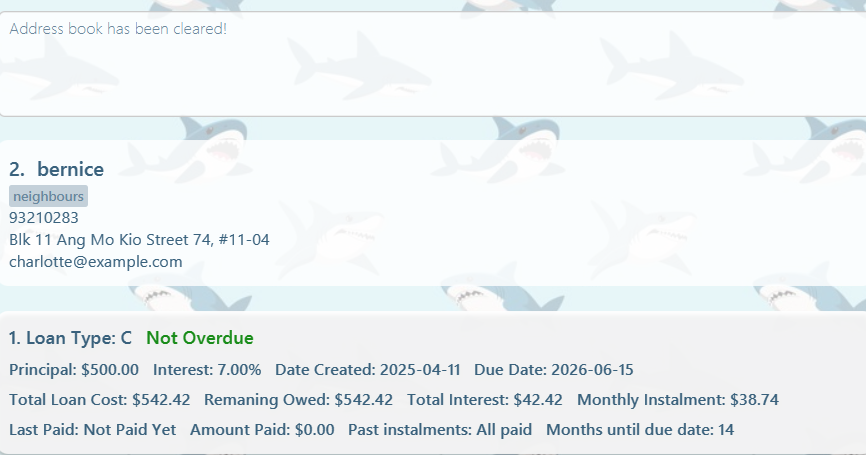 Address book has been cleared!
2. bernice
neighbours
93210283
Blk 11 Ang Mo Kio Street 74, #11-04
charlotte@example.com
1. Loan Type: C Not Overdue
Principal: $500.00 Interest: 7.00% Date Created: 2025-04-11 Due Date: 2026-06-15
Total Loan Cost: $542.42 Remaning Owed: $542.42 Total Interest: $42.42 Monthly Instalment: $38.74
Last Paid: Not Paid Yet Amount Paid: $0.00 Past instalments: All paid Months until due date: 14